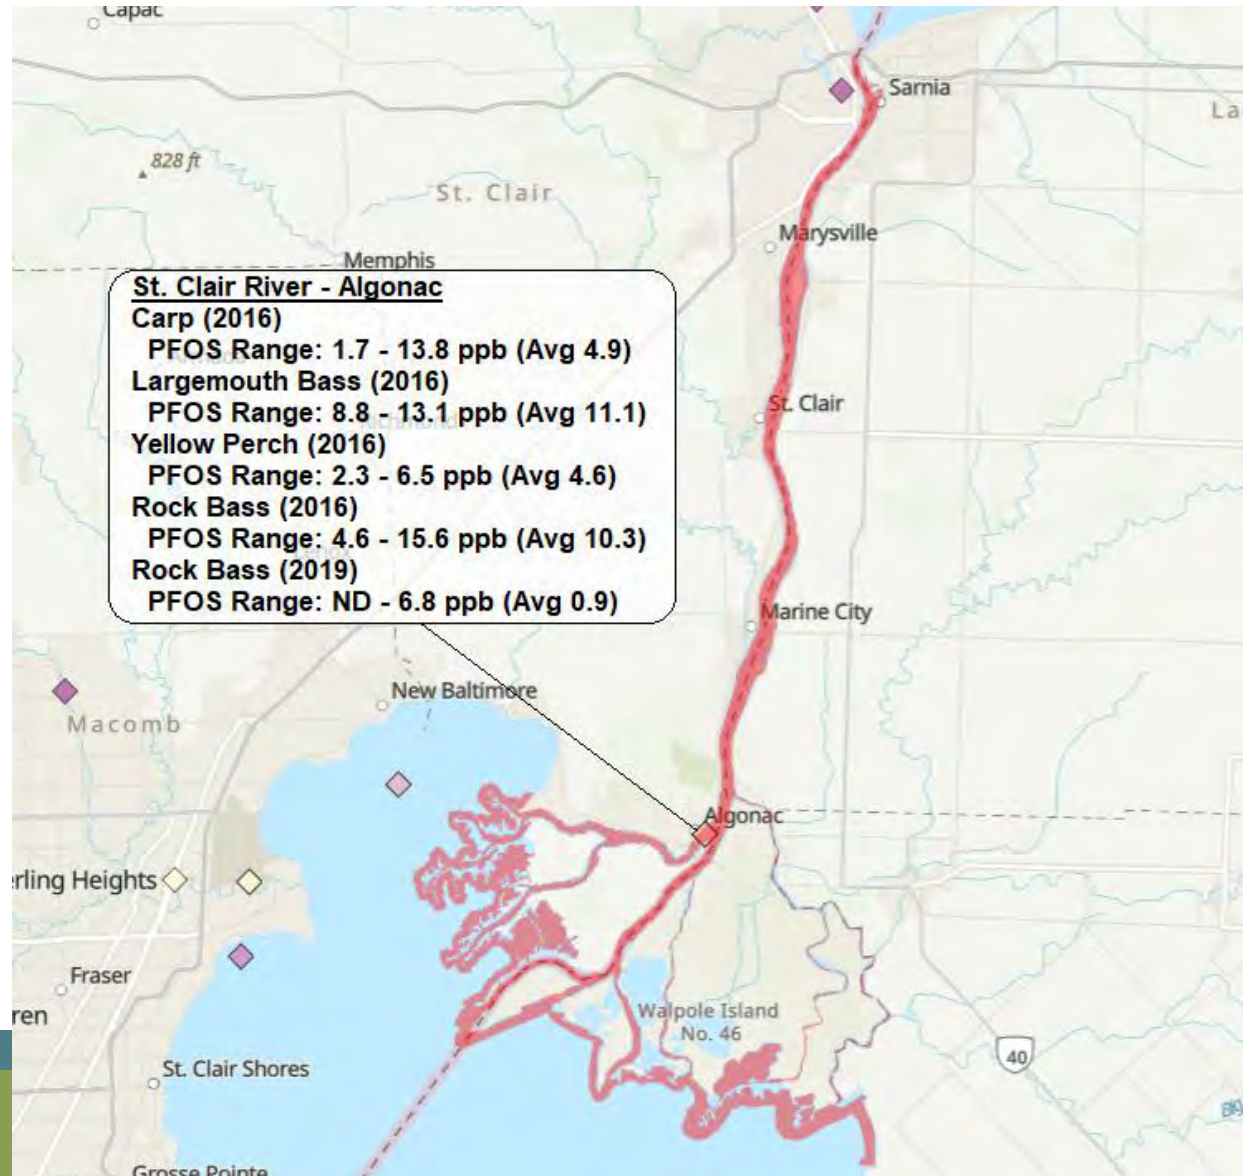 Capac
Sarnia
La
828 ft
St. Clair
Marysville
Memphis
St. Clair River - Algonac
Carp (2016)
PFOS Range: 1.7 - 13.8 ppb (Avg 4.9)
Largemouth Bass (2016)
PFOS Range: 8.8 - 13.1 ppb (Avg 11.1)
Yellow Perch (2016)
PFOS Range: 2.3 - 6.5 ppb (Avg 4.6)
Rock Bass (2016)
PFOS Range: 4.6 - 15.6 ppb (Avg 10.3)
Rock Bass (2019)
PFOS Range: ND - 6.8 ppb (Avg 0.9)
St. Clair
Marine City
New Baltimore
Macomb
Algonac
rling Heights
Fraser
ren
Walpole Island
No. 46
40
St. Clair Shores
Grosse Pointe